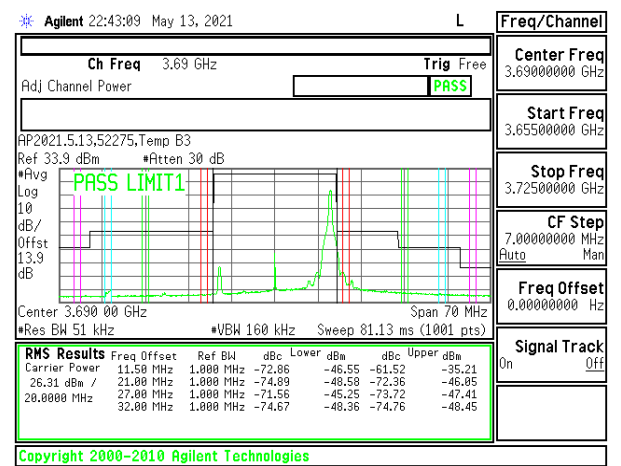 Agilent 22:43:09 May 13, 2021 L
Freq/Channel
Ch Freq 3.69 GHz Trig Free
Adj Channel Power PASS
Center Freq
3.69000000 GHz
Start Freq
3.65500000 GHz
Stop Freq
3.72500000 GHz
CF Step
7.00000000 MHz
Auto Man
Freq Offset
0.00000000 Hz
Signal Track
On Off
AP2021.5.13,52275,Temp B3
Ref 33.9 dBm #Atten 30 dB
#Avg
Log
10
dB/
Offst
13.9
dB
PASS LIMIT1
Center 3.690 00 GHz Span 70 MHz
#Res BW 51 kHz #VBW 160 kHz Sweep 81.13 ms (1001 pts)
RMS Results Freq Offset Ref BW dBc Lower dBm dBc Upper dBm
Carrier Power 11.50 MHz 1.000 MHz -72.86 -46.55 -61.52 -35.21
26.31 dBm / 21.00 MHz 1.000 MHz -74.89 -48.58 -72.36 -46.05
20.0000 MHz 27.00 MHz 1.000 MHz -71.56 -45.25 -73.72 -47.41
32.00 MHz 1.000 MHz -74.67 -48.36 -74.76 -48.45
Copyright 2000-2010 Agilent Technologies